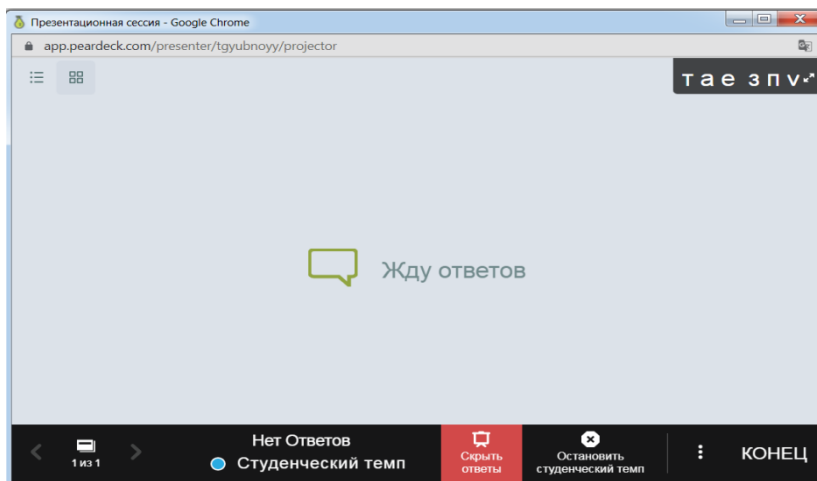 Презентационная сессия - Google Chrome
app.peardeck.com/presenter/tgyubnoyy/projector
т а е з п v
Жду ответов
1 из 1
Нет Ответов
Студенческий темп
Скрыть
ответы
Остановить
студенческий темп
КОНЕЦ